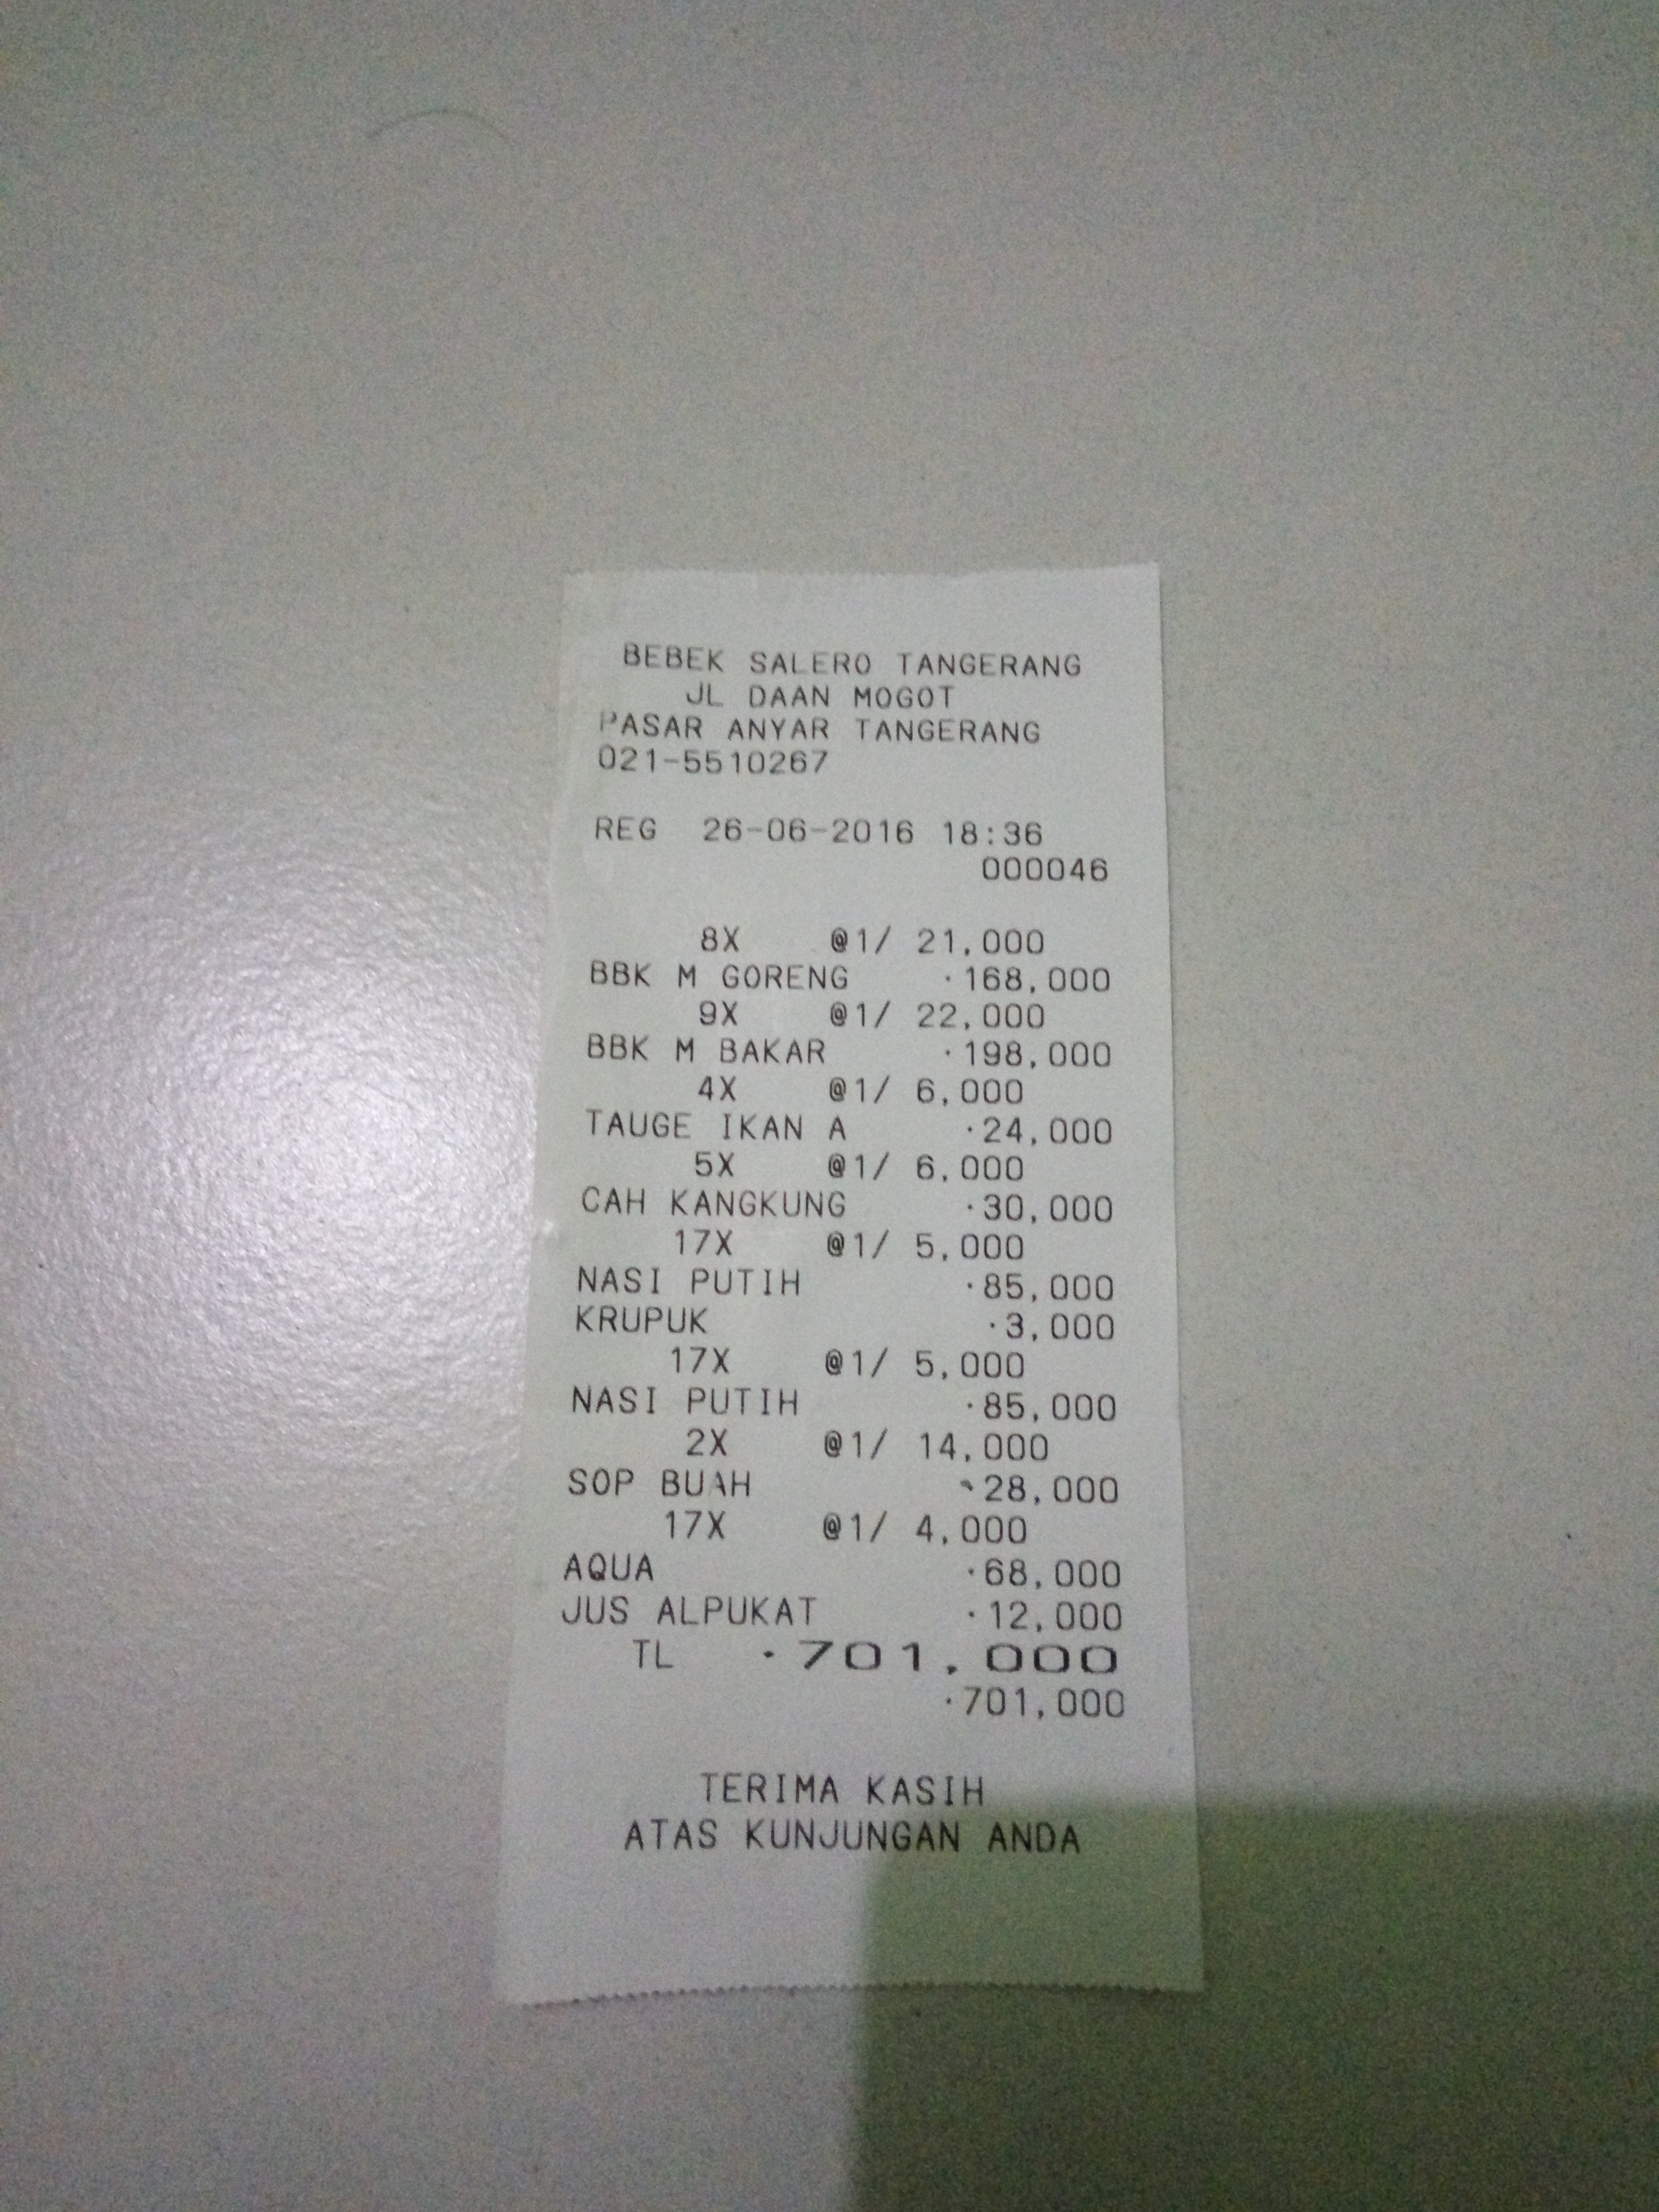 BEBEK SALERO TANGERANG
JL DAAN MOGOT
PASAR ANYAR TANGERANG
021-5510267
REG 26-06-2016 18:36
000046
8X @1/ 21,000
BBK M GORENG ·168,000
9X @1/ 22,000
BBK M BAKAR ·198,000
4X @1/ 6,000
TAUGE IKAN A ·24,000
5X @1/ 6,000
CAH KANGKUNG ·30,000
17X @1/ 5,000
NASI PUTIH ·85,000
KRUPUK ·3,000
17X @1/ 5,000
NASI PUTIH ·85,000
2X @1/ 14,000
SOP BUAH ·28,000
17X @1/ 4,000
AQUA ·68,000
JUS ALPUKAT ·12,000
TL ·701,000
·701,000
TERIMA KASIH
ATAS KUNJUNGAN ANDA